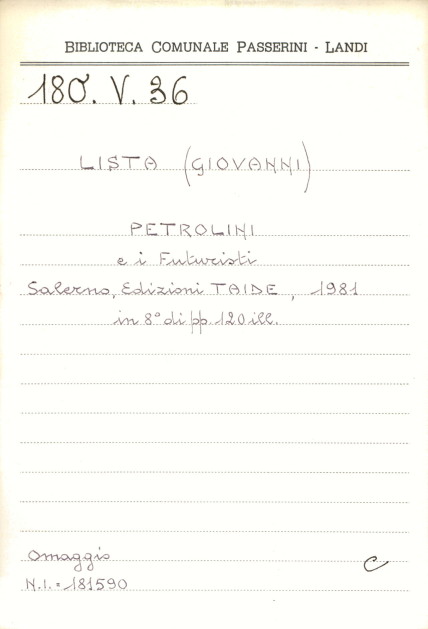 BIBLIOTECA COMUNALE PASSERINI - LANDI
180. V. 36
LISTA (GIOVANNI)
PETROLINI
e i Futuristi
Salerno, Edizioni TAIDE, 1981
in 8° di pp. 120 ill.
Omaggio
C
N.I. = 181590